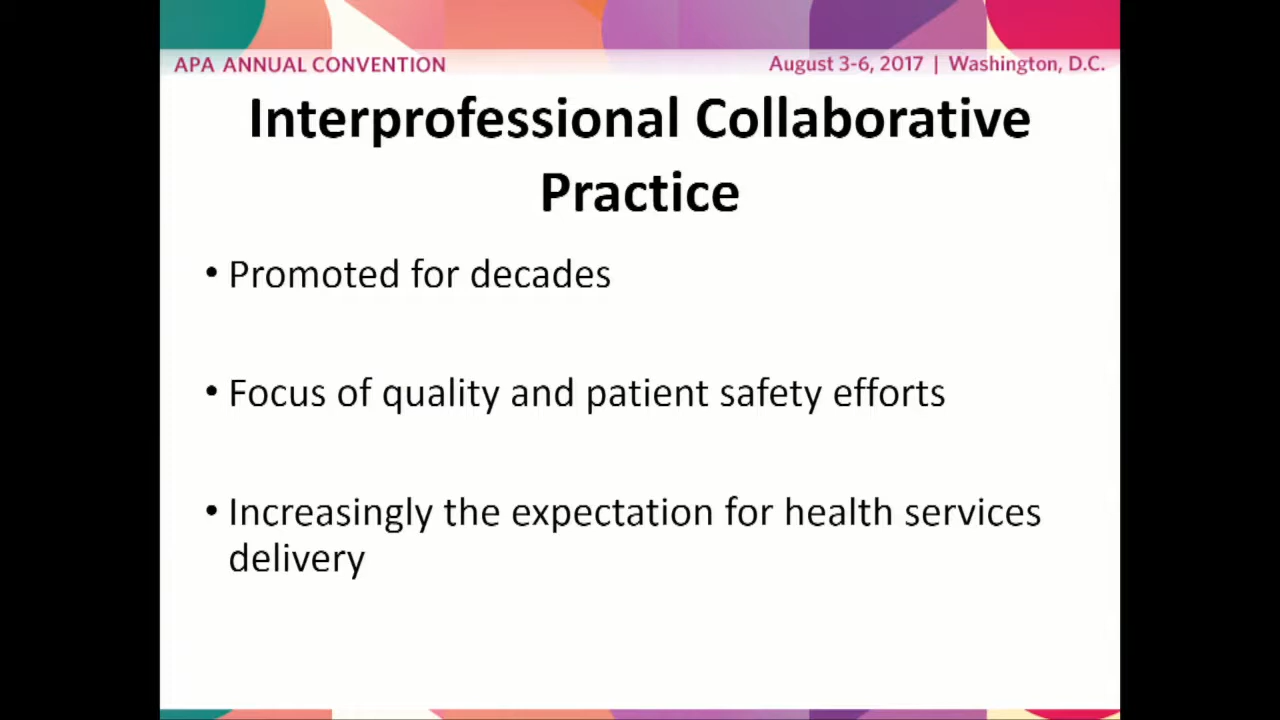 APA ANNUAL CONVENTION
August 3-6, 2017 | Washington, D.C.
Interprofessional Collaborative
Practice
• Promoted for decades
• Focus of quality and patient safety efforts
• Increasingly the expectation for health services
delivery